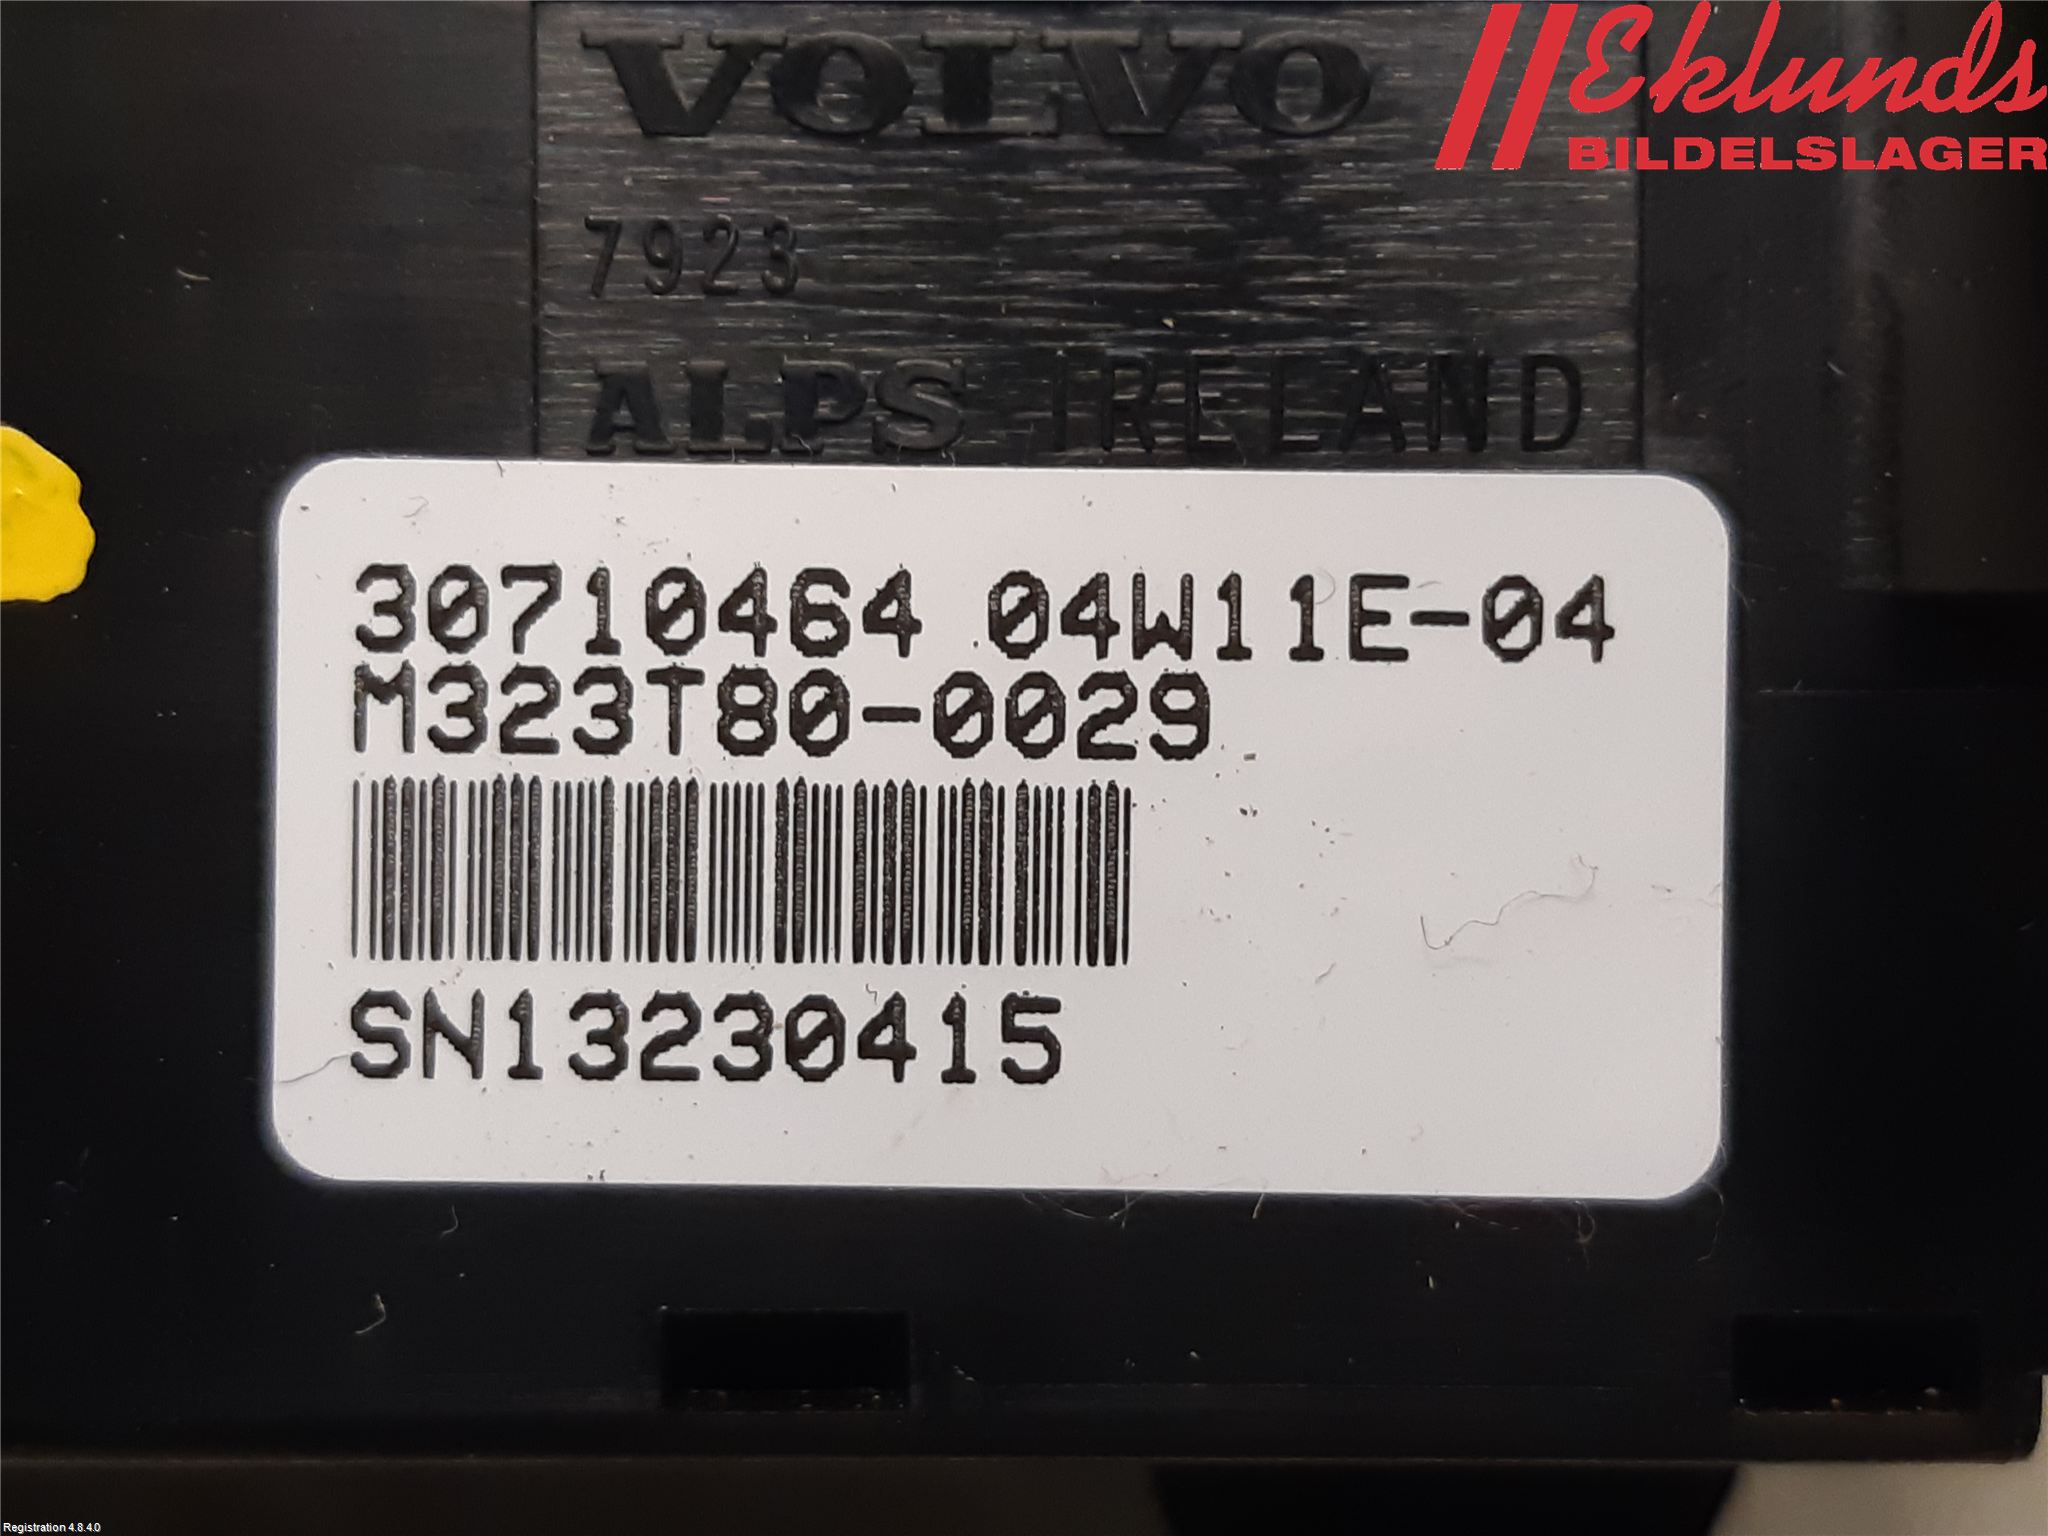 VOLVO
Eklunds
BILDELSLAGER
7923
ALPS IRELAND
30710464 04W11E-04
M323T80-0029
SN13230415
Registration 4.8.4.0